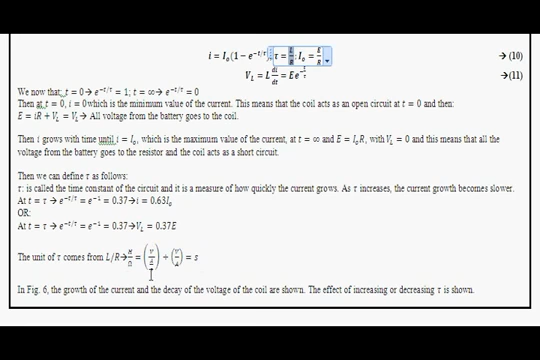 i = I₀(1 − e^(−t/τ)); τ = L/R; I₀ = E/R →(10)
V_L = L di/dt = Ee^(−t/τ) →(11)
We now that;, t = 0→ e^(−t/τ) = 1; t = ∞→ e^(−t/τ) = 0
Then at t = 0, i = 0which is the minimum value of the current. This means that the coil acts as an open circuit at t = 0 and then:
E = iR + V_L = V_L→ All voltage from the battery goes to the coil.
Then i grows with time until i = I₀, which is the maximum value of the current, at t = ∞ and E = I₀R, with V_L = 0 and this means that all the
voltage from the battery goes to the resistor and the coil acts as a short circuit.
Then we can define τ as follows:
τ: is called the time constant of the circuit and it is a measure of how quickly the current grows. As τ increases, the current growth becomes slower.
At t = τ → e^(−t/τ) = e⁻¹ = 0.37→ i = 0.63I₀
OR:
At t = τ → e^(−t/τ) = e⁻¹ = 0.37→V_L = 0.37E
The unit of τ comes from L/R→ H/Ω = ÷ = s
In Fig. 6, the growth of the current and the decay of the voltage of the coil are shown. The effect of increasing or decreasing τ is shown.